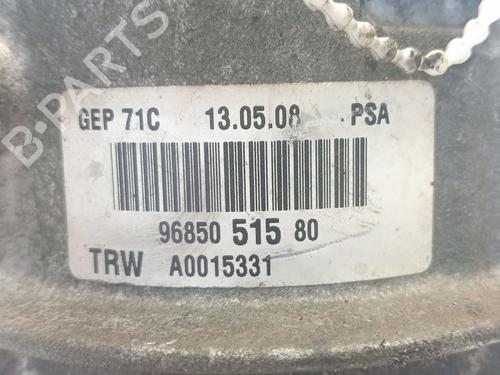 B-PARTS
GEP 71C 13.05.08 PSA
96850 515 80
TRW A0015331